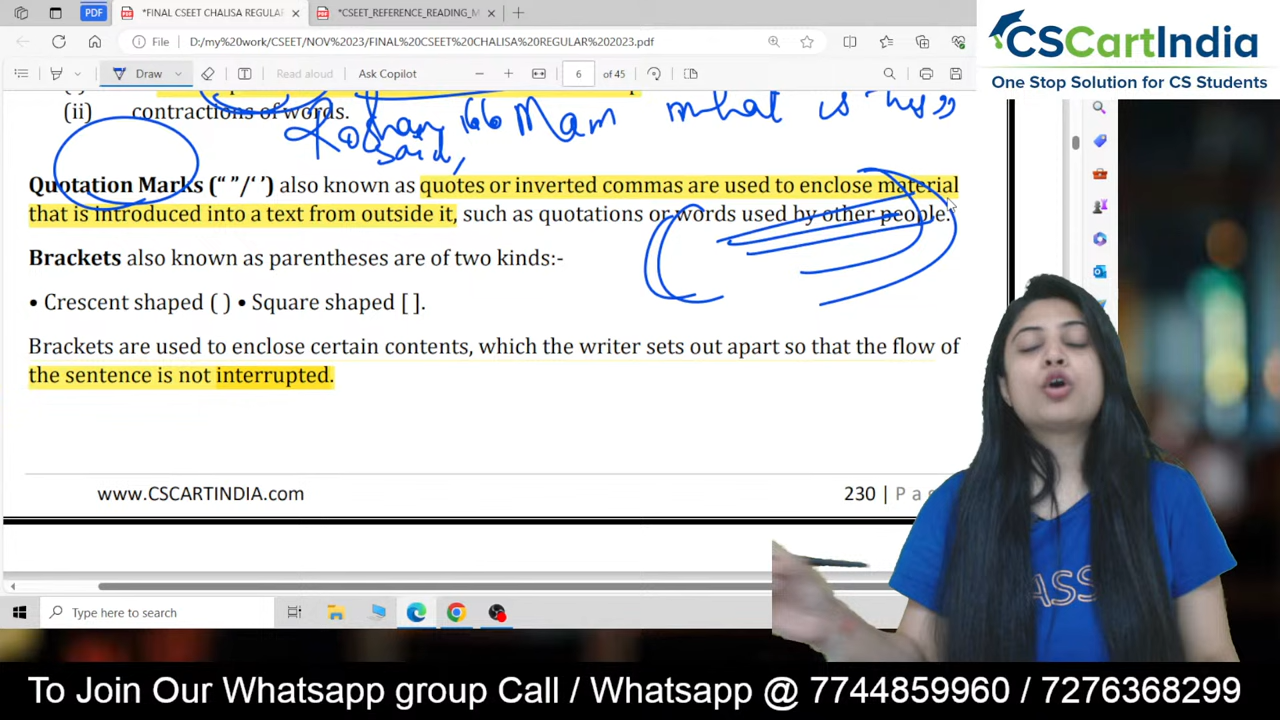 *FINAL CSEET CHALISA REGULAR
*CSEET_REFERENCE_READING_M
PDF
File
D:/my%20work/CSEET/NOV%202023/FINAL%20CSEET%20CHALISA%20REGULAR%202023.pdf
Draw
Read aloud
Ask Copilot
6
of 45
CSCartIndia
One Stop Solution for CS Students
(ii) contractions of words.
Mam what is this
said,
Quotation Marks (“ ”/‘ ’) also known as quotes or inverted commas are used to enclose material
that is introduced into a text from outside it, such as quotations or words used by other people.
Brackets also known as parentheses are of two kinds:-
• Crescent shaped ( ) • Square shaped [ ].
Brackets are used to enclose certain contents, which the writer sets out apart so that the flow of
the sentence is not interrupted.
www.CSCARTINDIA.com
230 | Pa
Type here to search
To Join Our Whatsapp group Call / Whatsapp @ 7744859960 / 7276368299